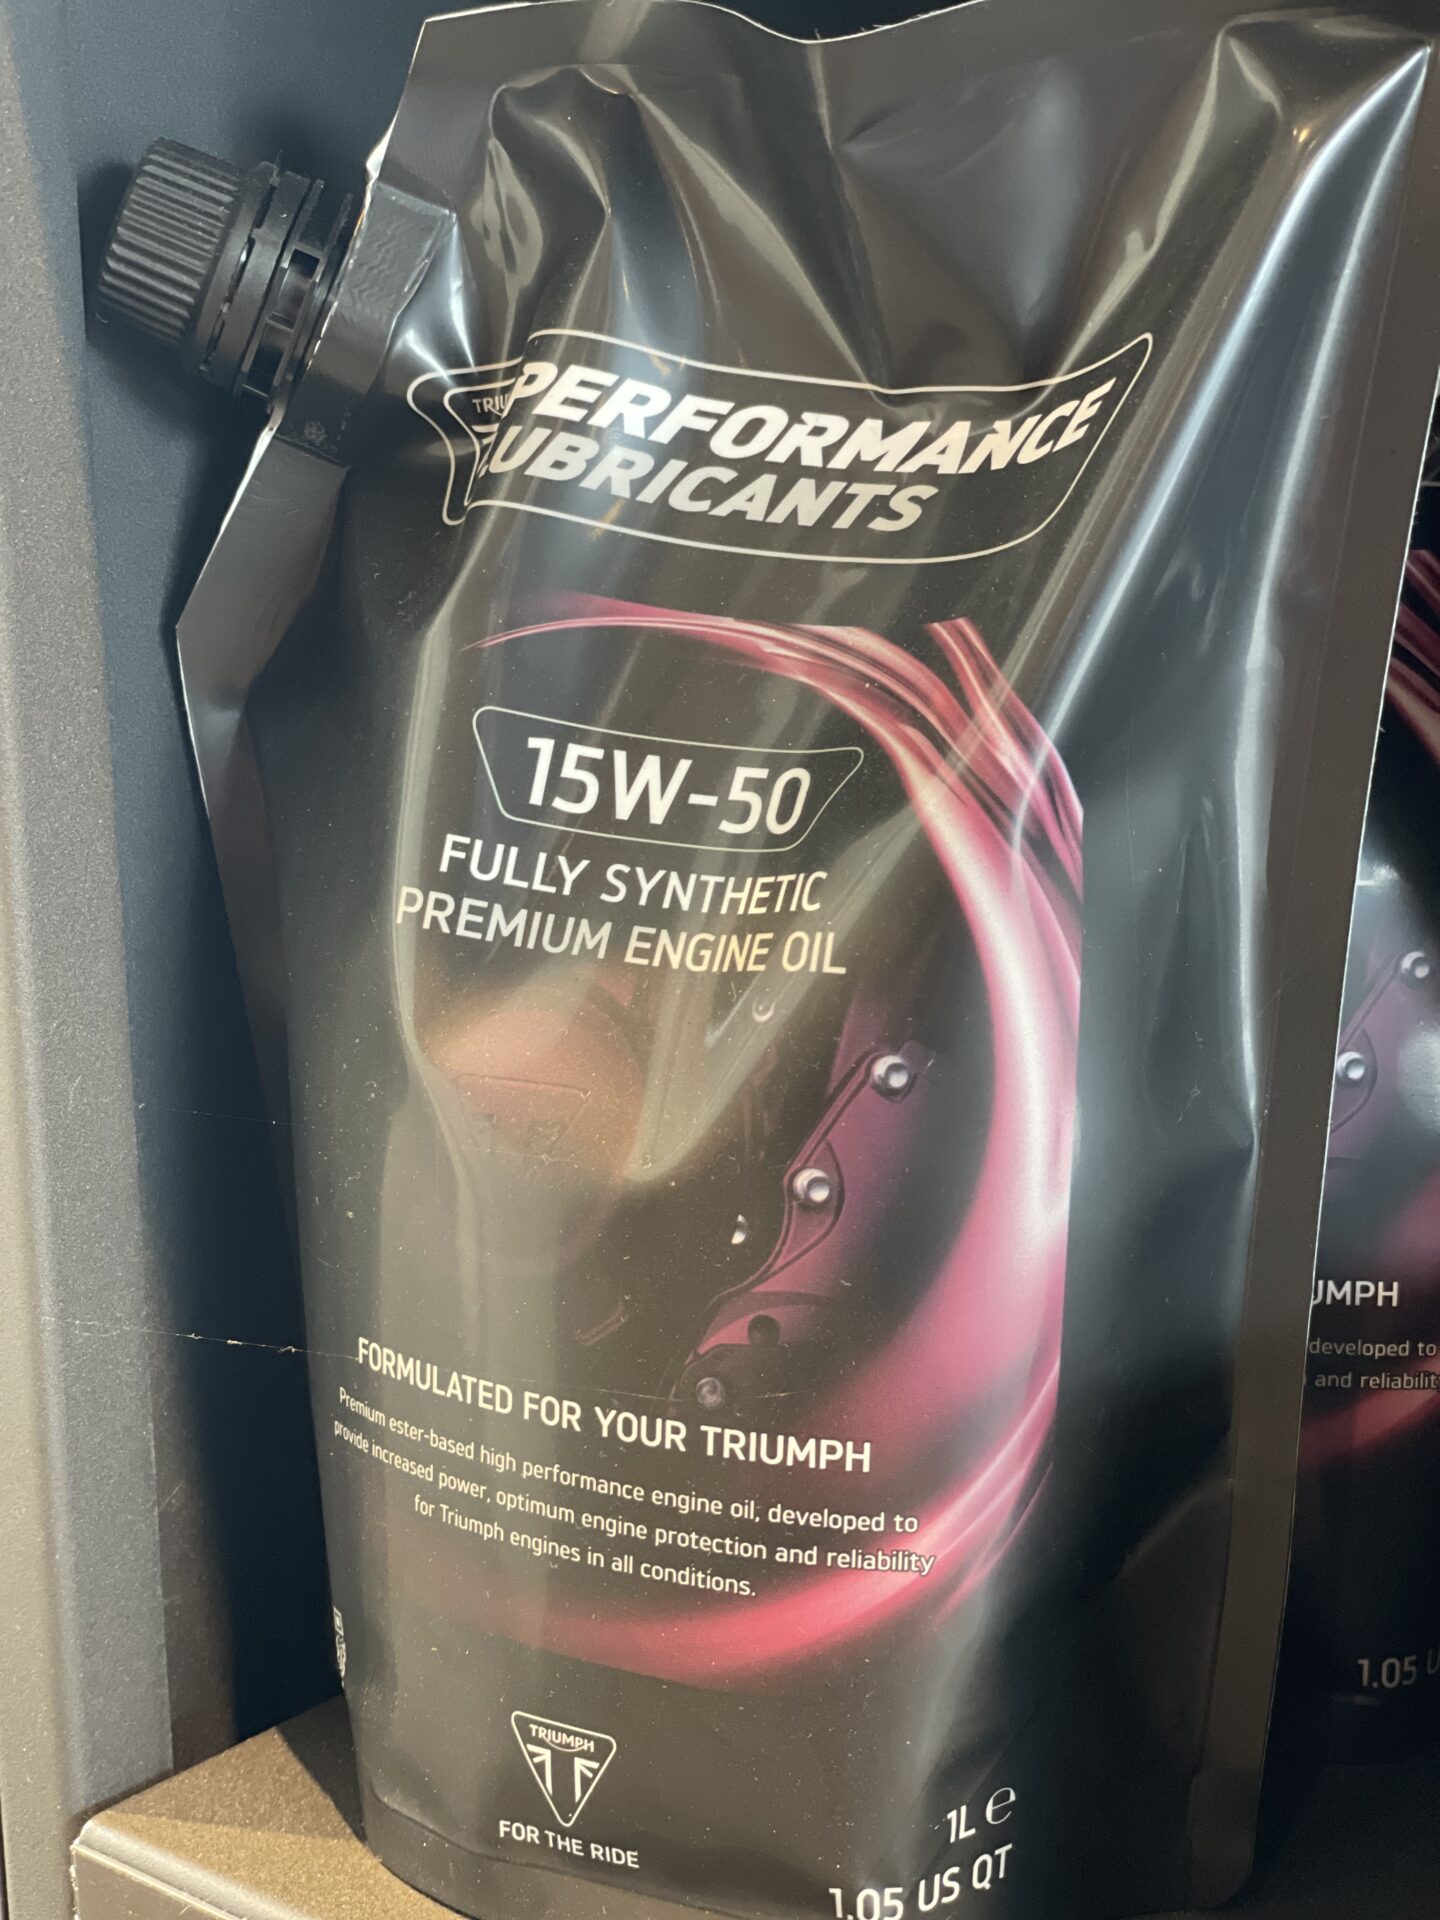 TRIU
PERFORMANCE
LUBRICANTS
15W-50
FULLY SYNTHETIC
PREMIUM ENGINE OIL
FORMULATED FOR YOUR TRIUMPH
Premium ester-based high performance engine oil, developed to
provide increased power, optimum engine protection and reliability
for Triumph engines in all conditions.
TRIUMPH
FOR THE RIDE
1L ℮
1.05 US QT
UMPH
developed to
and reliabilit
1.05 U